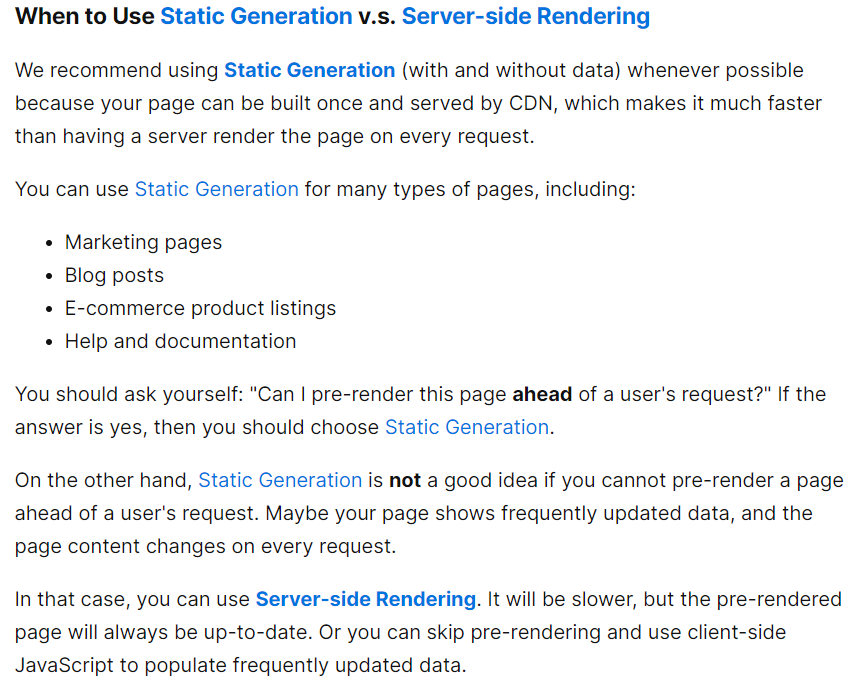 When to Use Static Generation v.s. Server-side Rendering
We recommend using Static Generation (with and without data) whenever possible
because your page can be built once and served by CDN, which makes it much faster
than having a server render the page on every request.
You can use Static Generation for many types of pages, including:
• Marketing pages
• Blog posts
• E-commerce product listings
• Help and documentation
You should ask yourself: "Can I pre-render this page ahead of a user's request?" If the
answer is yes, then you should choose Static Generation.
On the other hand, Static Generation is not a good idea if you cannot pre-render a page
ahead of a user's request. Maybe your page shows frequently updated data, and the
page content changes on every request.
In that case, you can use Server-side Rendering. It will be slower, but the pre-rendered
page will always be up-to-date. Or you can skip pre-rendering and use client-side
JavaScript to populate frequently updated data.